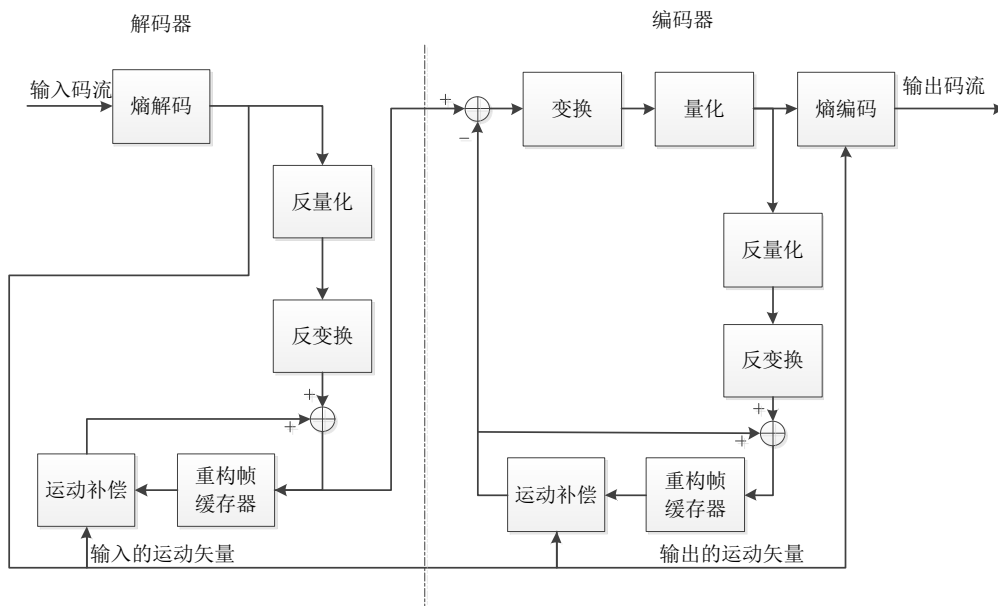 解码器
编码器
输入码流
熵解码
变换
量化
熵编码
输出码流
反量化
反量化
反变换
反变换
运动补偿
重构帧
缓存器
运动补偿
重构帧
缓存器
输入的运动矢量
输出的运动矢量